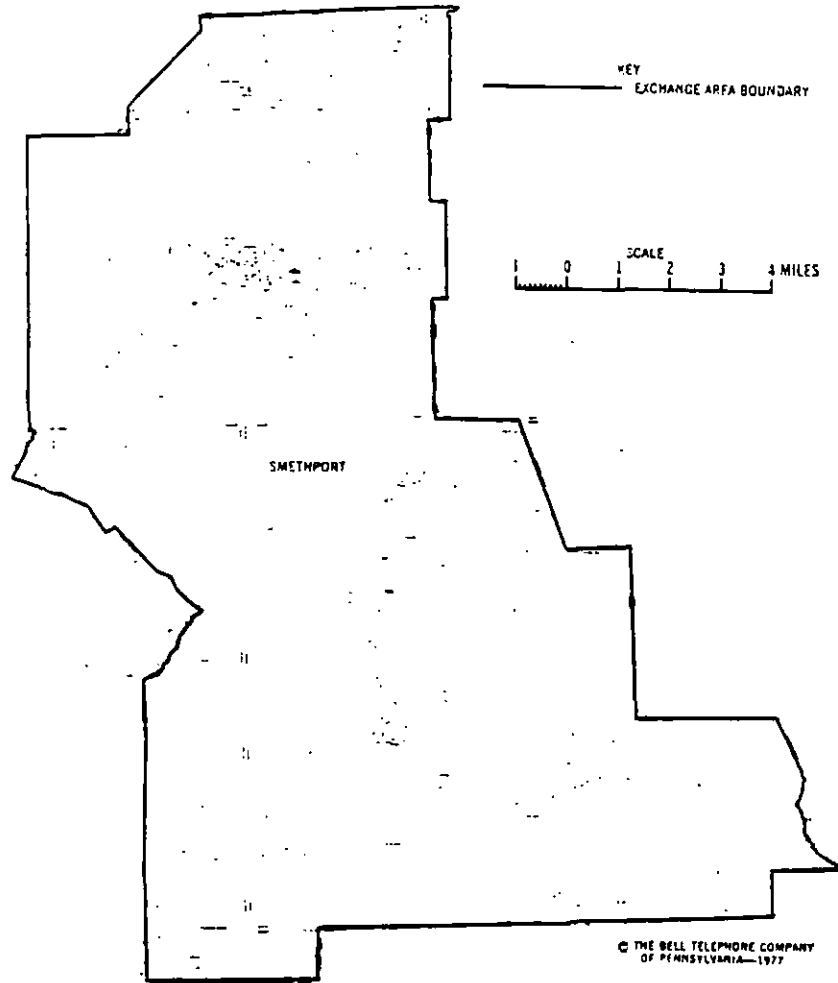 KEY
EXCHANGE AREA BOUNDARY
SCALE
1 0 1 2 3 4 MILES
SMETHPORT
© THE BELL TELEPHONE COMPANY
OF PENNSYLVANIA—1977